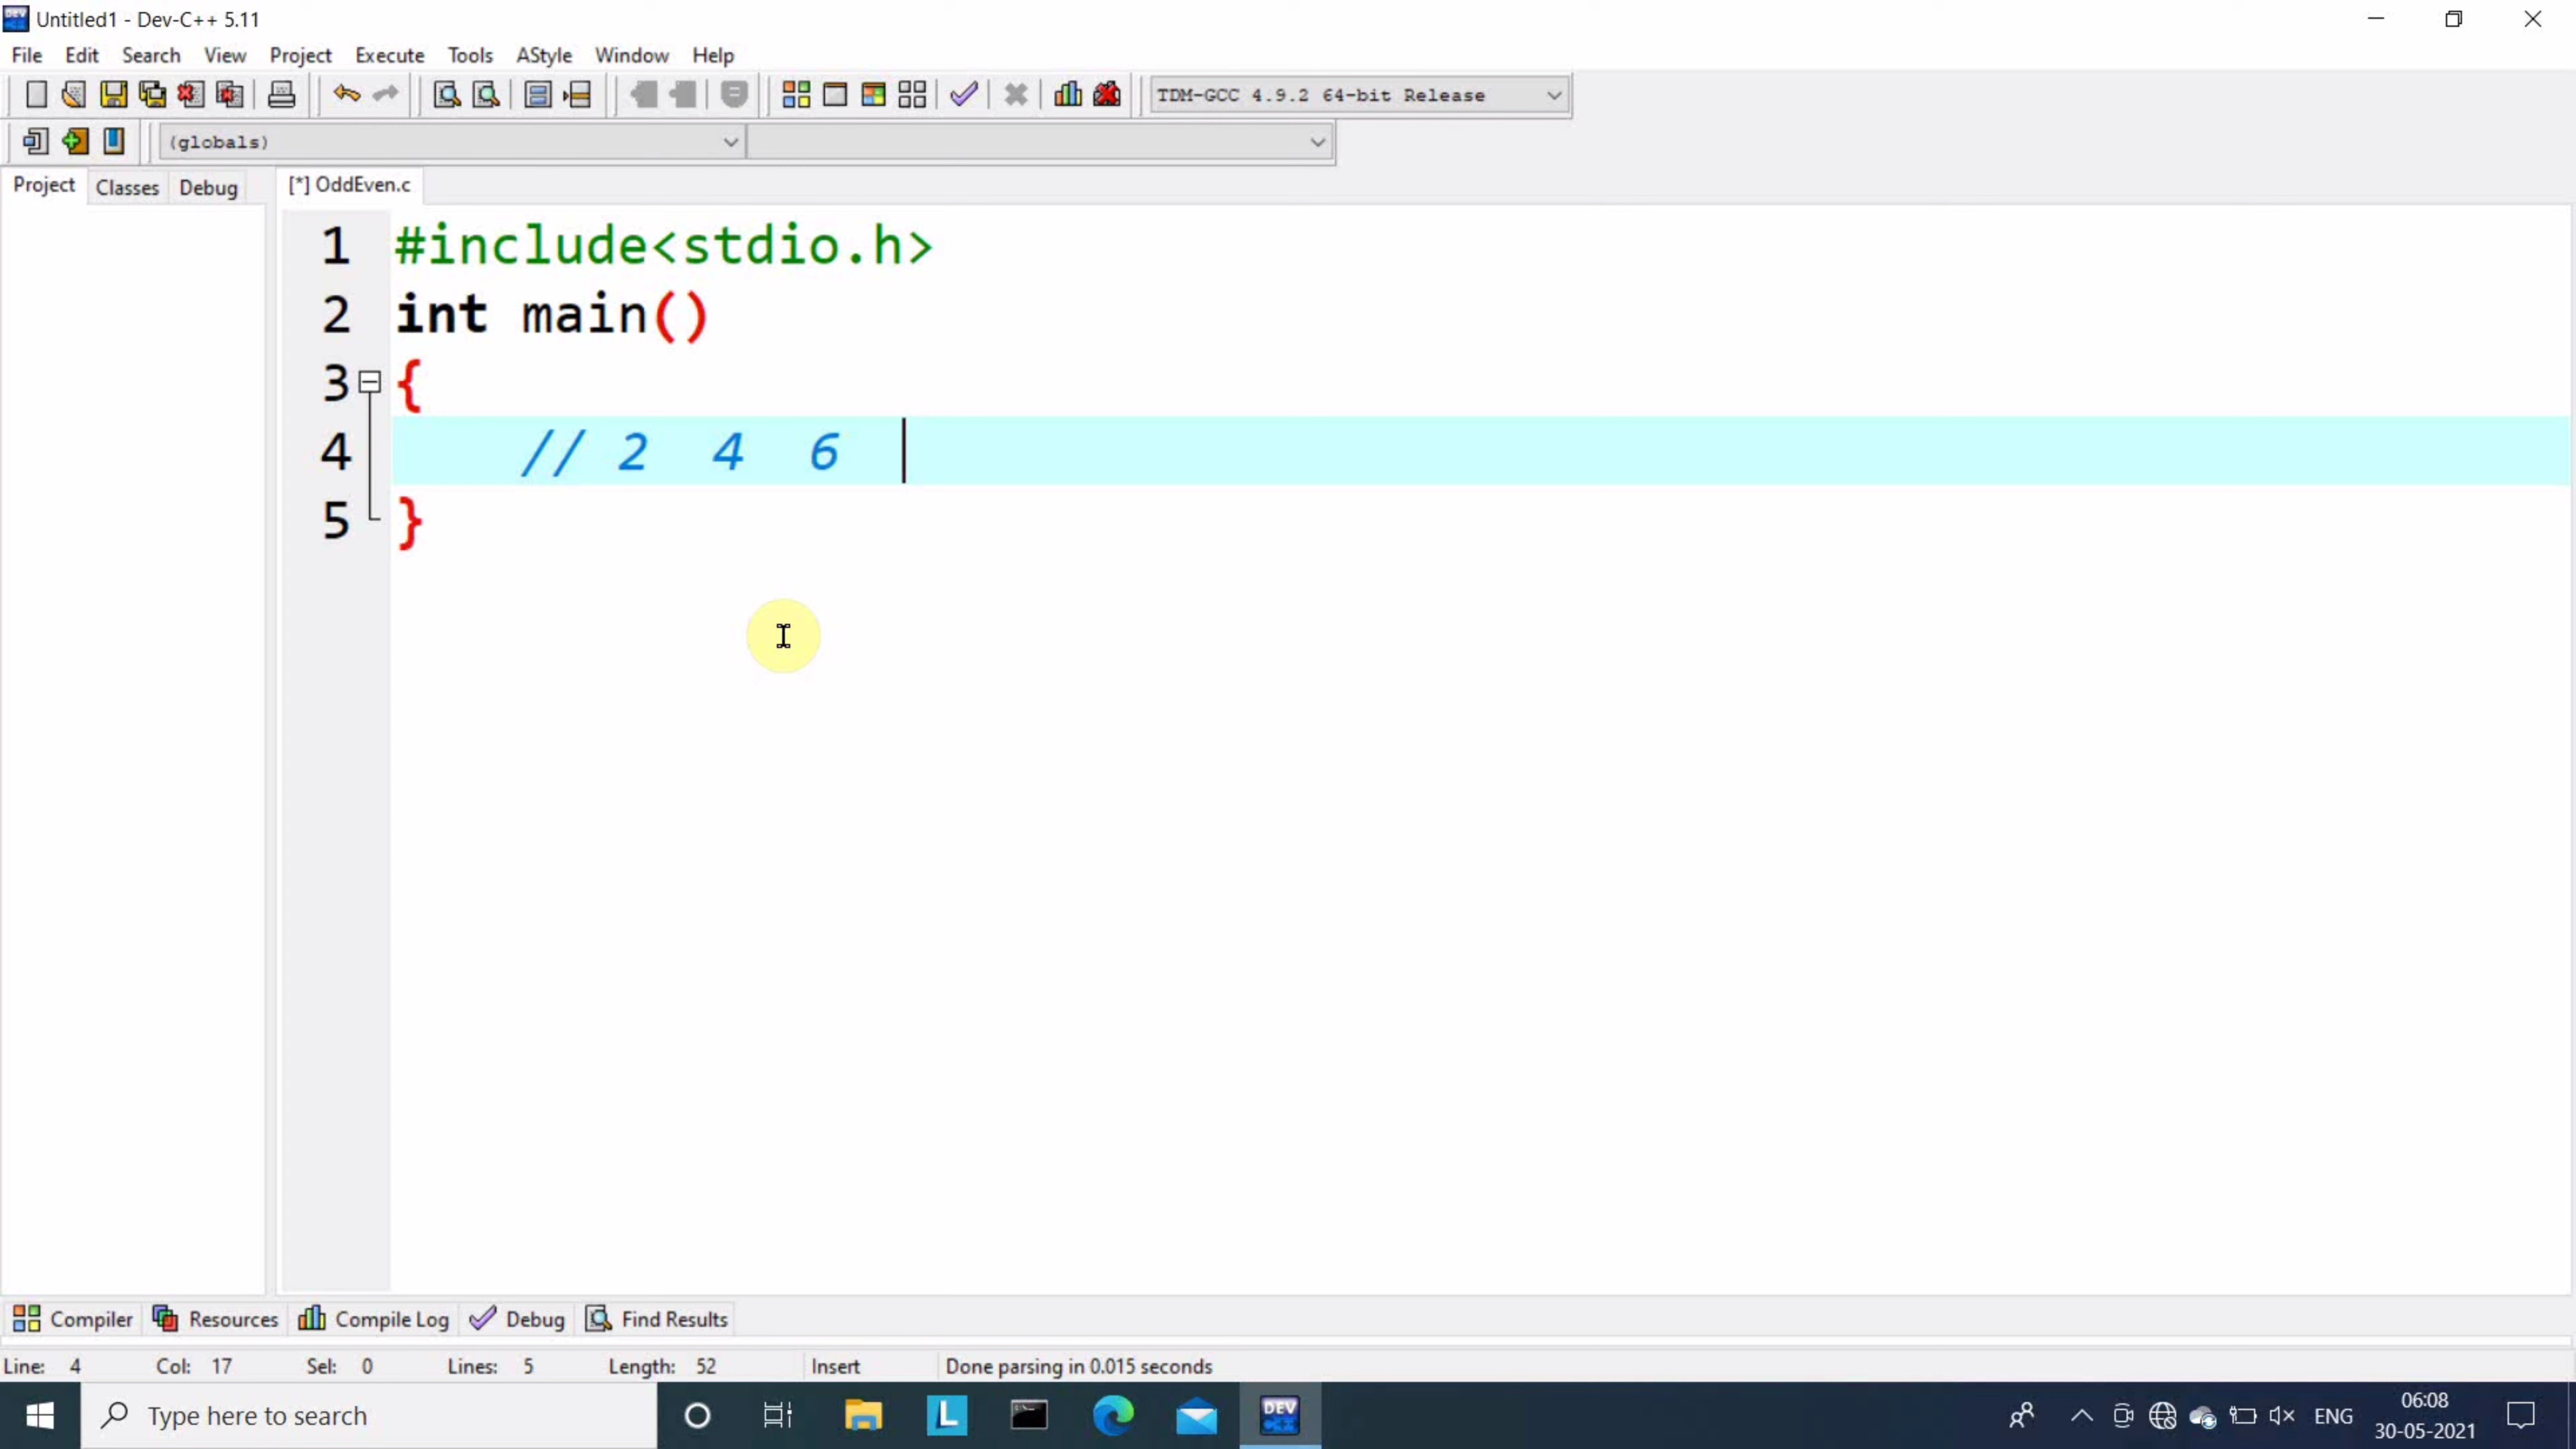 Untitled1 - Dev-C++ 5.11
File Edit Search View Project Execute Tools AStyle Window Help
TDM-GCC 4.9.2 64-bit Release
(globals)
Project Classes Debug [*] OddEven.c
1 #include<stdio.h>
2 int main()
3 {
4 // 2 4 6
5 }
Compiler Resources Compile Log Debug Find Results
Line: 4 Col: 17 Sel: 0 Lines: 5 Length: 52 Insert Done parsing in 0.015 seconds
Type here to search L DEV C++ ENG 06:08
30-05-2021